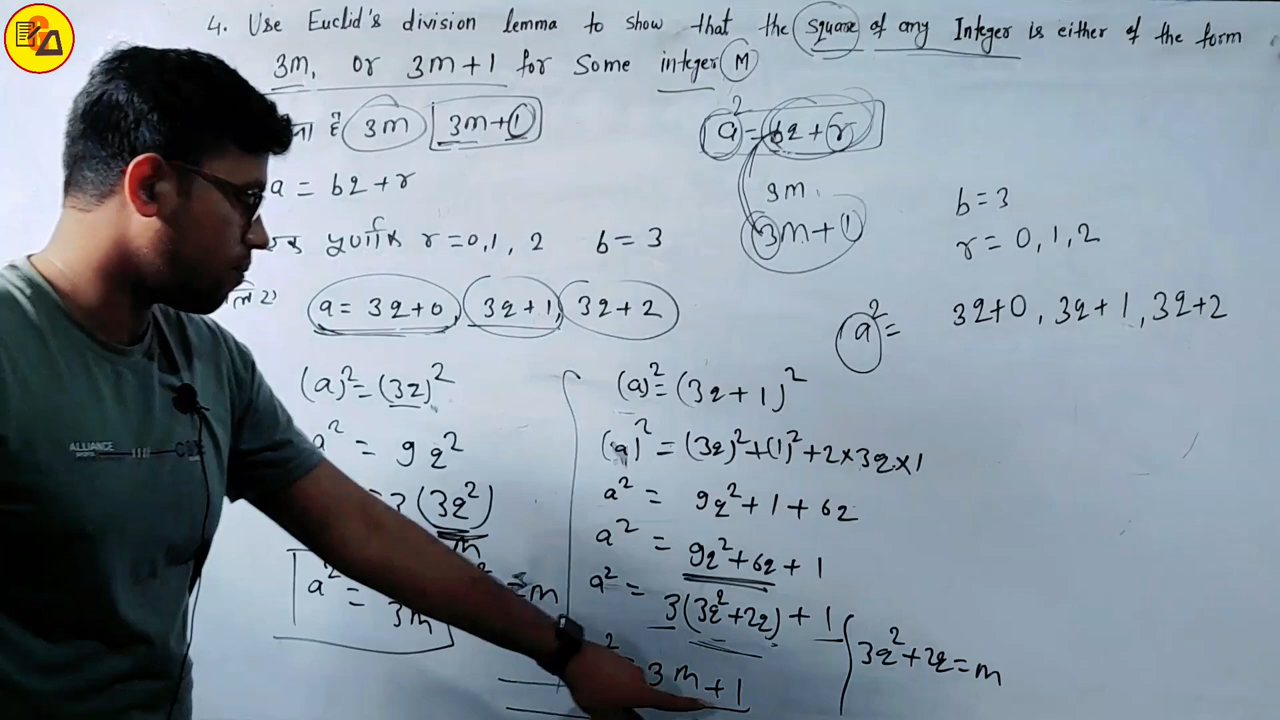 4. Use Euclid's division lemma to show that the square of any Integer is either of the form
3m, or 3m+1 for some integer M
है 3m 3m+1
a² = bq + r
a = bq + r
3m.
3m+1
b = 3
r = 0, 1, 2
पुर्णांक r = 0, 1, 2 b = 3
a = 3q+0, 3q+1, 3q+2
a² = 3q+0, 3q+1, 3q+2
(a)² = (3q)²
a² = 9q²
(3q²)
m
a² = 3m
= m
(a)² = (3q+1)²
(a)² = (3q)²+(1)²+2×3q×1
a² = 9q²+1+6q
a² = 9q²+6q+1
a² = 3(3q²+2q)+1
3m+1
3q²+2q=m
ALLIANCE